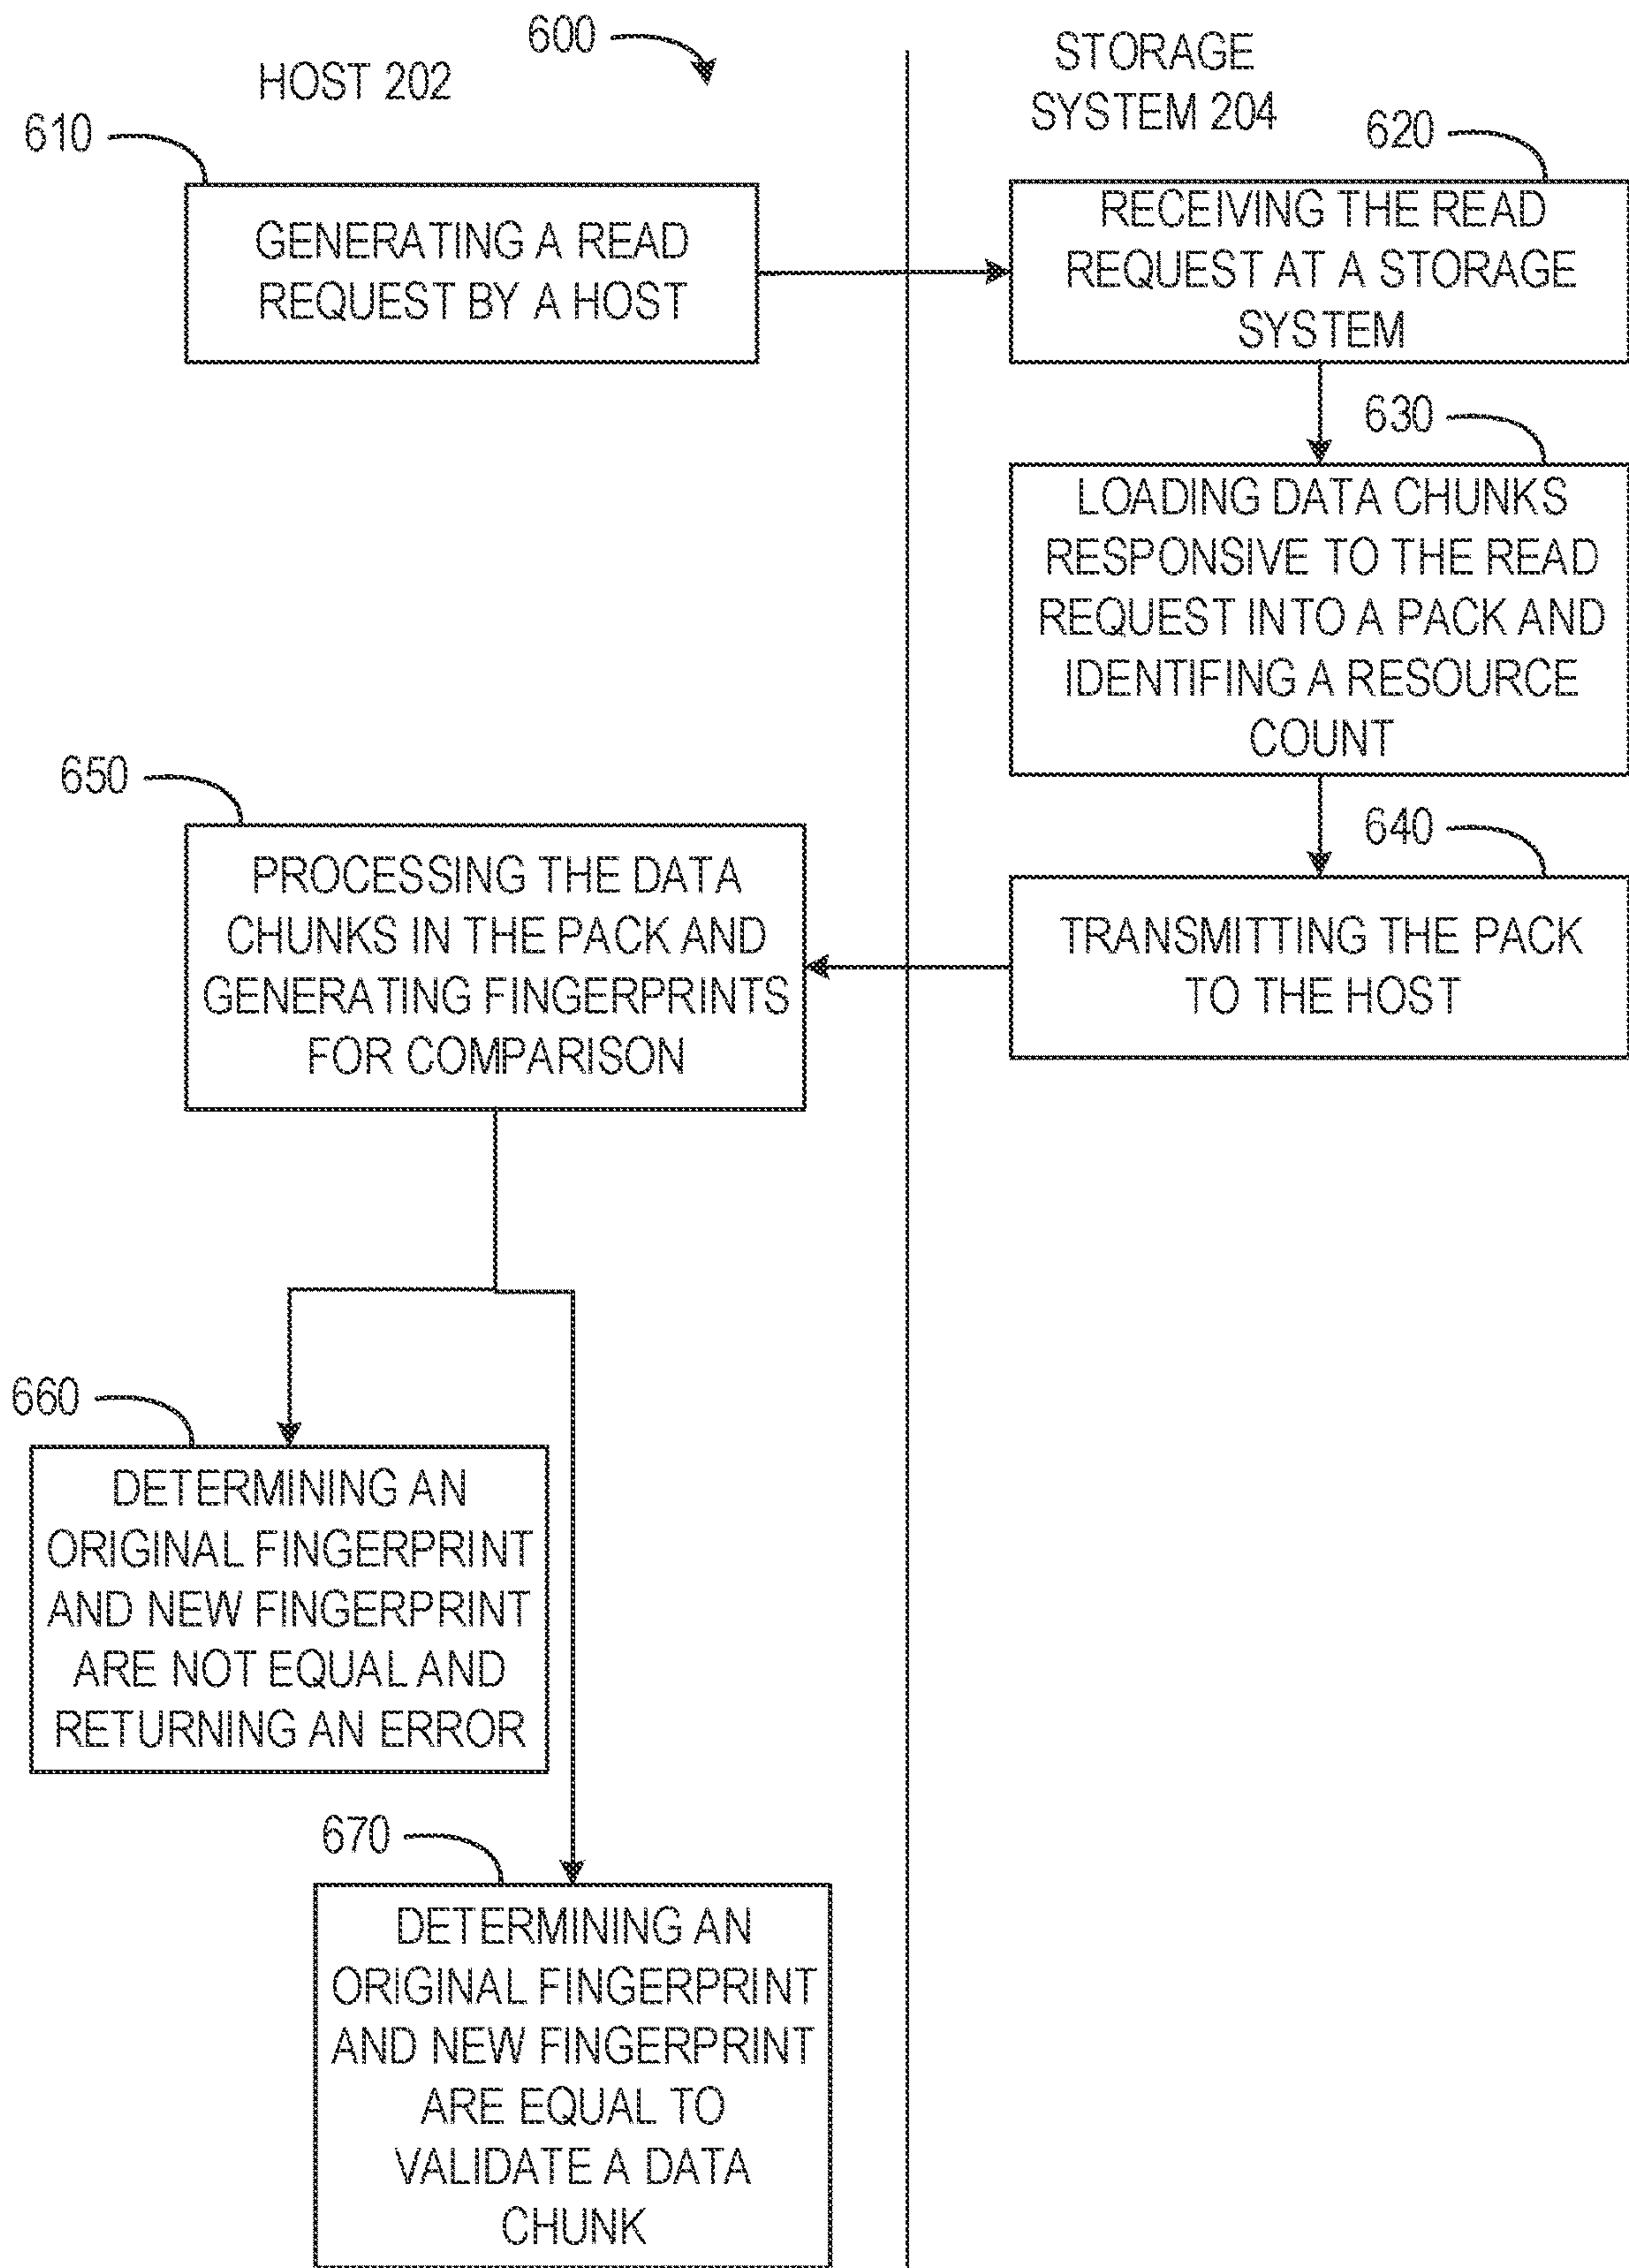 600
HOST 202
STORAGE
SYSTEM 204
610
GENERATING A READ
REQUEST BY A HOST
620
RECEIVING THE READ
REQUEST AT A STORAGE
SYSTEM
630
LOADING DATA CHUNKS
RESPONSIVE TO THE READ
REQUEST INTO A PACK AND
IDENTIFING A RESOURCE
COUNT
640
TRANSMITTING THE PACK
TO THE HOST
650
PROCESSING THE DATA
CHUNKS IN THE PACK AND
GENERATING FINGERPRINTS
FOR COMPARISON
660
DETERMINING AN
ORIGINAL FINGERPRINT
AND NEW FINGERPRINT
ARE NOT EQUAL AND
RETURNING AN ERROR
670
DETERMINING AN
ORIGINAL FINGERPRINT
AND NEW FINGERPRINT
ARE EQUAL TO
VALIDATE A DATA
CHUNK